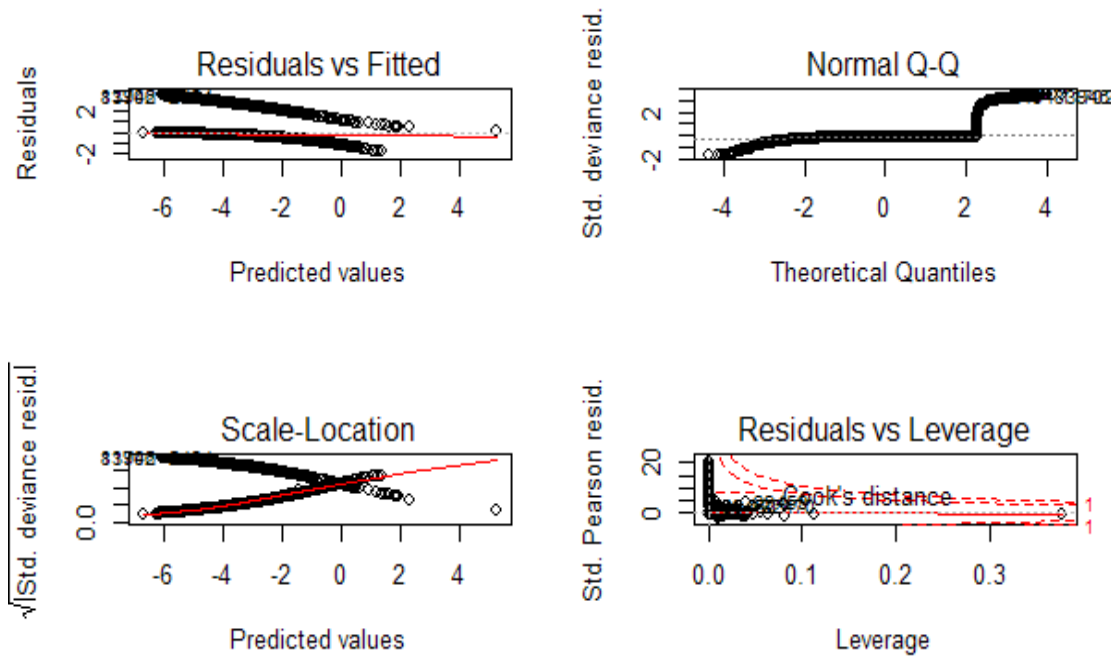 Residuals vs Fitted
Residuals
2
-2
-6 -4 -2 0 2 4
Predicted values
Normal Q-Q
Std. deviance resid.
2
-2
-4 -2 0 2 4
Theoretical Quantiles
Scale-Location
√|Std. deviance resid.|
0.0
-6 -4 -2 0 2 4
Predicted values
Residuals vs Leverage
Std. Pearson resid.
20
0
Cook's distance
1
1
0.0 0.1 0.2 0.3
Leverage